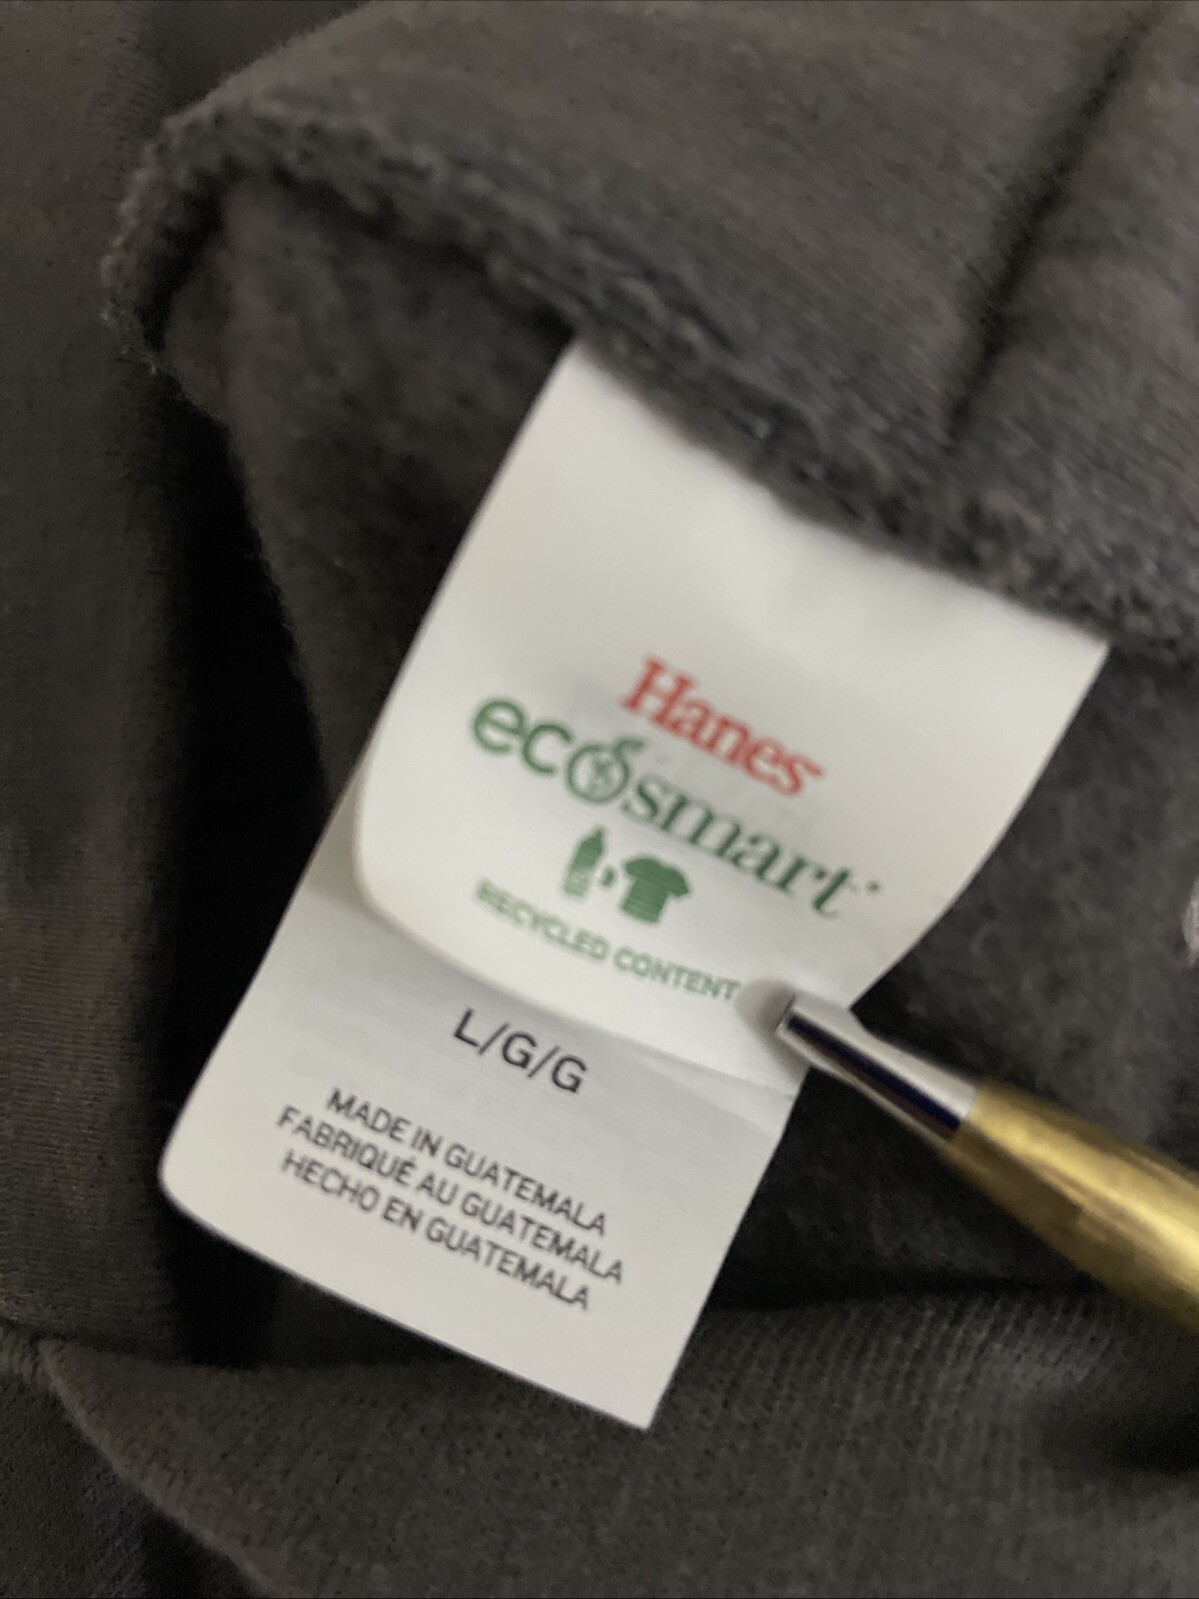 Hanes
ecosmart
RECYCLED CONTENT
L/G/G
MADE IN GUATEMALA
FABRIQUÉ AU GUATEMALA
HECHO EN GUATEMALA